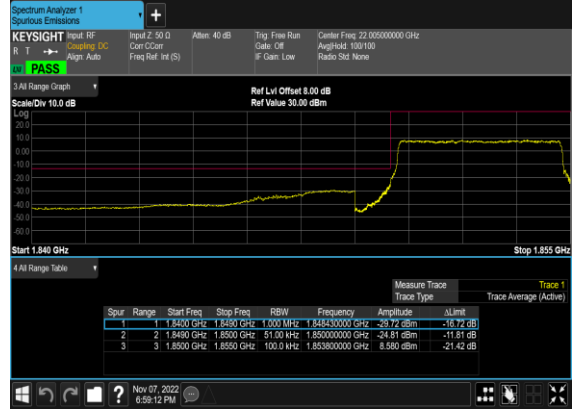 Spectrum Analyzer 1
Spurious Emissions
+
KEYSIGHT Input: RF Input Z: 50 Ω Atten: 40 dB Trig: Free Run Center Freq: 22.005000000 GHz
R T Coupling: DC Corr CCorr Gate: Off Avg|Hold: 100/100
Align: Auto Freq Ref: Int (S) IF Gain: Low Radio Std: None
PASS
3 All Range Graph
Ref Lvl Offset 8.00 dB
Scale/Div 10.0 dB Ref Value 30.00 dBm
Log
20.0
10.0
0.00
-10.0
-20.0
-30.0
-40.0
-50.0
-60.0
Start 1.840 GHz Stop 1.855 GHz
4 All Range Table
Measure Trace Trace 1
Trace Type Trace Average (Active)
Spur Range Start Freq Stop Freq RBW Frequency Amplitude ΔLimit
1 1 1.8400 GHz 1.8490 GHz 1.000 MHz 1.848430000 GHz -29.72 dBm -16.72 dB
2 2 1.8490 GHz 1.8500 GHz 51.00 kHz 1.850000000 GHz -24.81 dBm -11.81 dB
3 3 1.8500 GHz 1.8550 GHz 100.0 kHz 1.853800000 GHz 8.580 dBm -21.42 dB
? Nov 07, 2022
6:59:12 PM